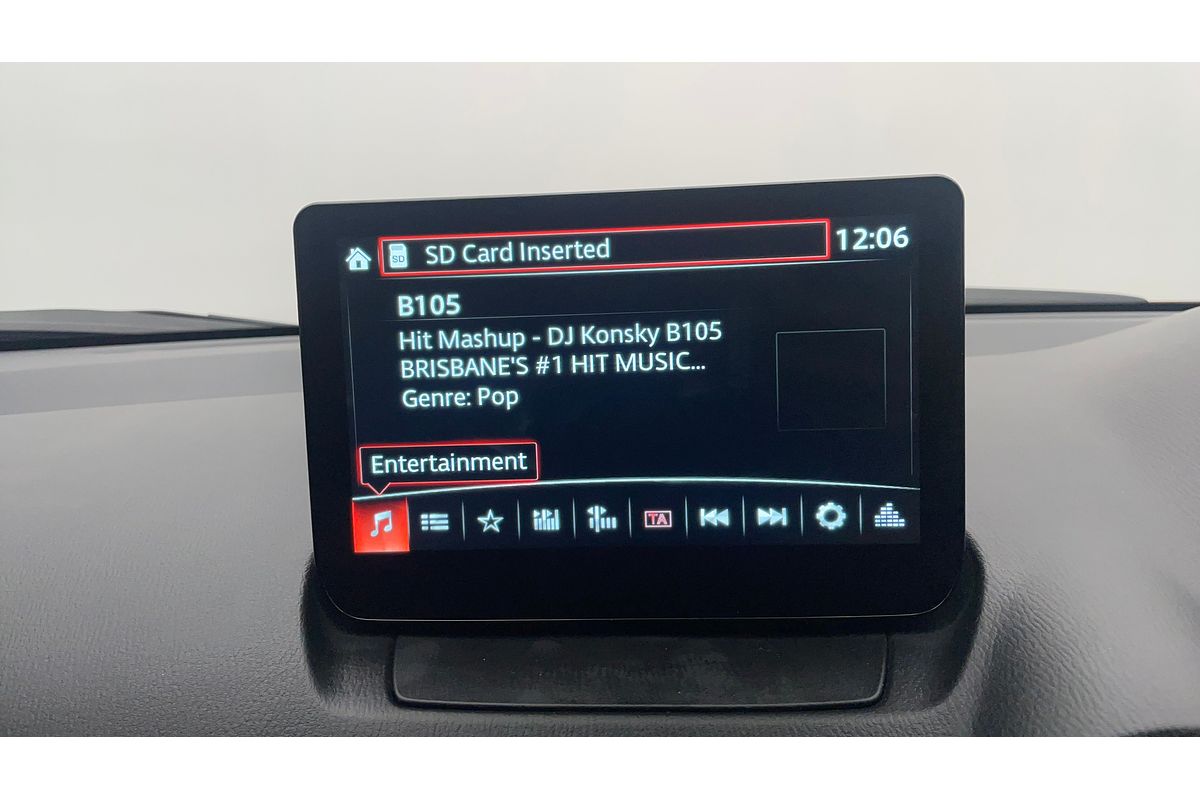 SD
SD Card Inserted
12:06
B105
Hit Mashup - DJ Konsky B105
BRISBANE'S #1 HIT MUSIC...
Genre: Pop
Entertainment
TA